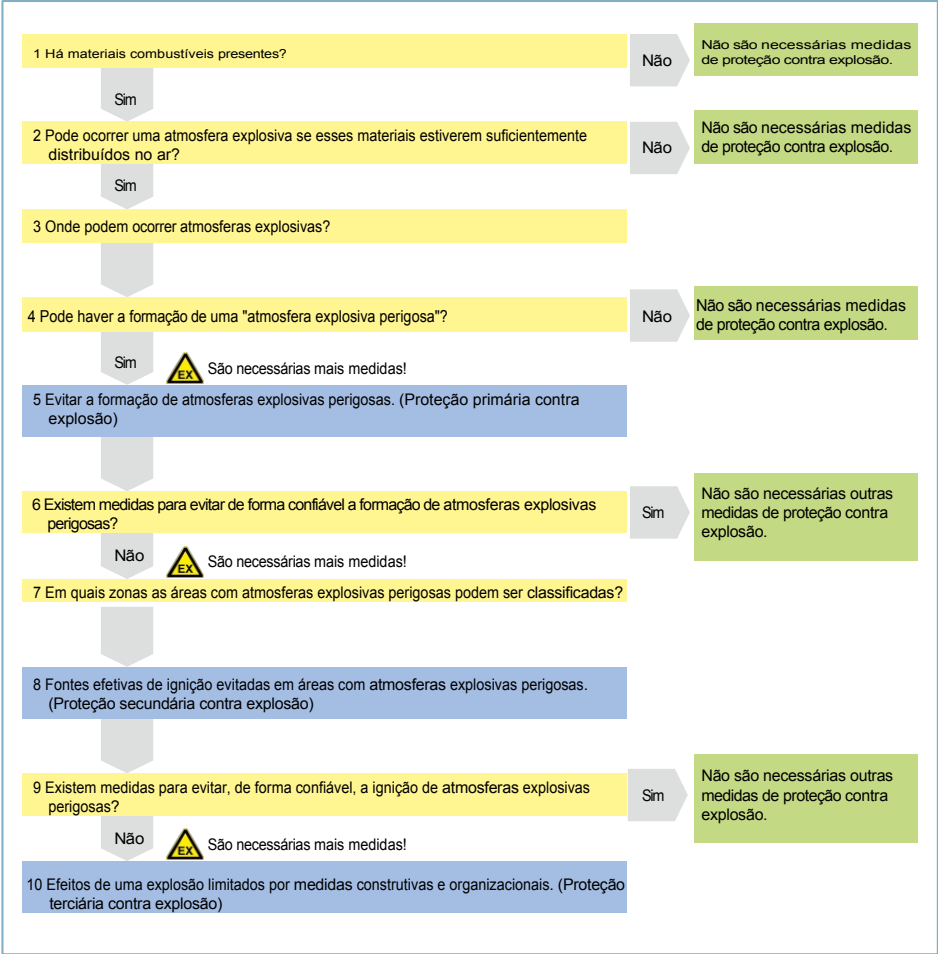 1 Há materiais combustíveis presentes?
Não
Não são necessárias medidas
de proteção contra explosão.
Sim
2 Pode ocorrer uma atmosfera explosiva se esses materiais estiverem suficientemente
distribuídos no ar?
Não
Não são necessárias medidas
de proteção contra explosão.
Sim
3 Onde podem ocorrer atmosferas explosivas?
4 Pode haver a formação de uma "atmosfera explosiva perigosa"?
Não
Não são necessárias medidas
de proteção contra explosão.
Sim
EX
São necessárias mais medidas!
5 Evitar a formação de atmosferas explosivas perigosas. (Proteção primária contra
explosão)
6 Existem medidas para evitar de forma confiável a formação de atmosferas explosivas
perigosas?
Sim
Não são necessárias outras
medidas de proteção contra
explosão.
Não
EX
São necessárias mais medidas!
7 Em quais zonas as áreas com atmosferas explosivas perigosas podem ser classificadas?
8 Fontes efetivas de ignição evitadas em áreas com atmosferas explosivas perigosas.
(Proteção secundária contra explosão)
9 Existem medidas para evitar, de forma confiável, a ignição de atmosferas explosivas
perigosas?
Sim
Não são necessárias outras
medidas de proteção contra
explosão.
Não
EX
São necessárias mais medidas!
10 Efeitos de uma explosão limitados por medidas construtivas e organizacionais. (Proteção
terciária contra explosão)